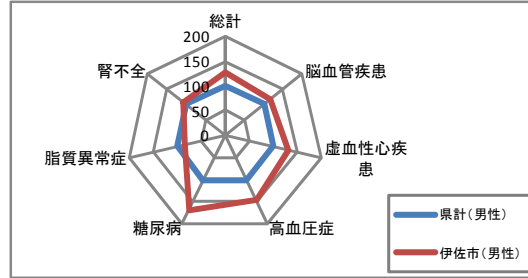 総計
200
150
100
50
0
脳血管疾患
虚血性心疾
患
高血圧症
糖尿病
脂質異常症
腎不全
県計(男性)
伊佐市(男性)